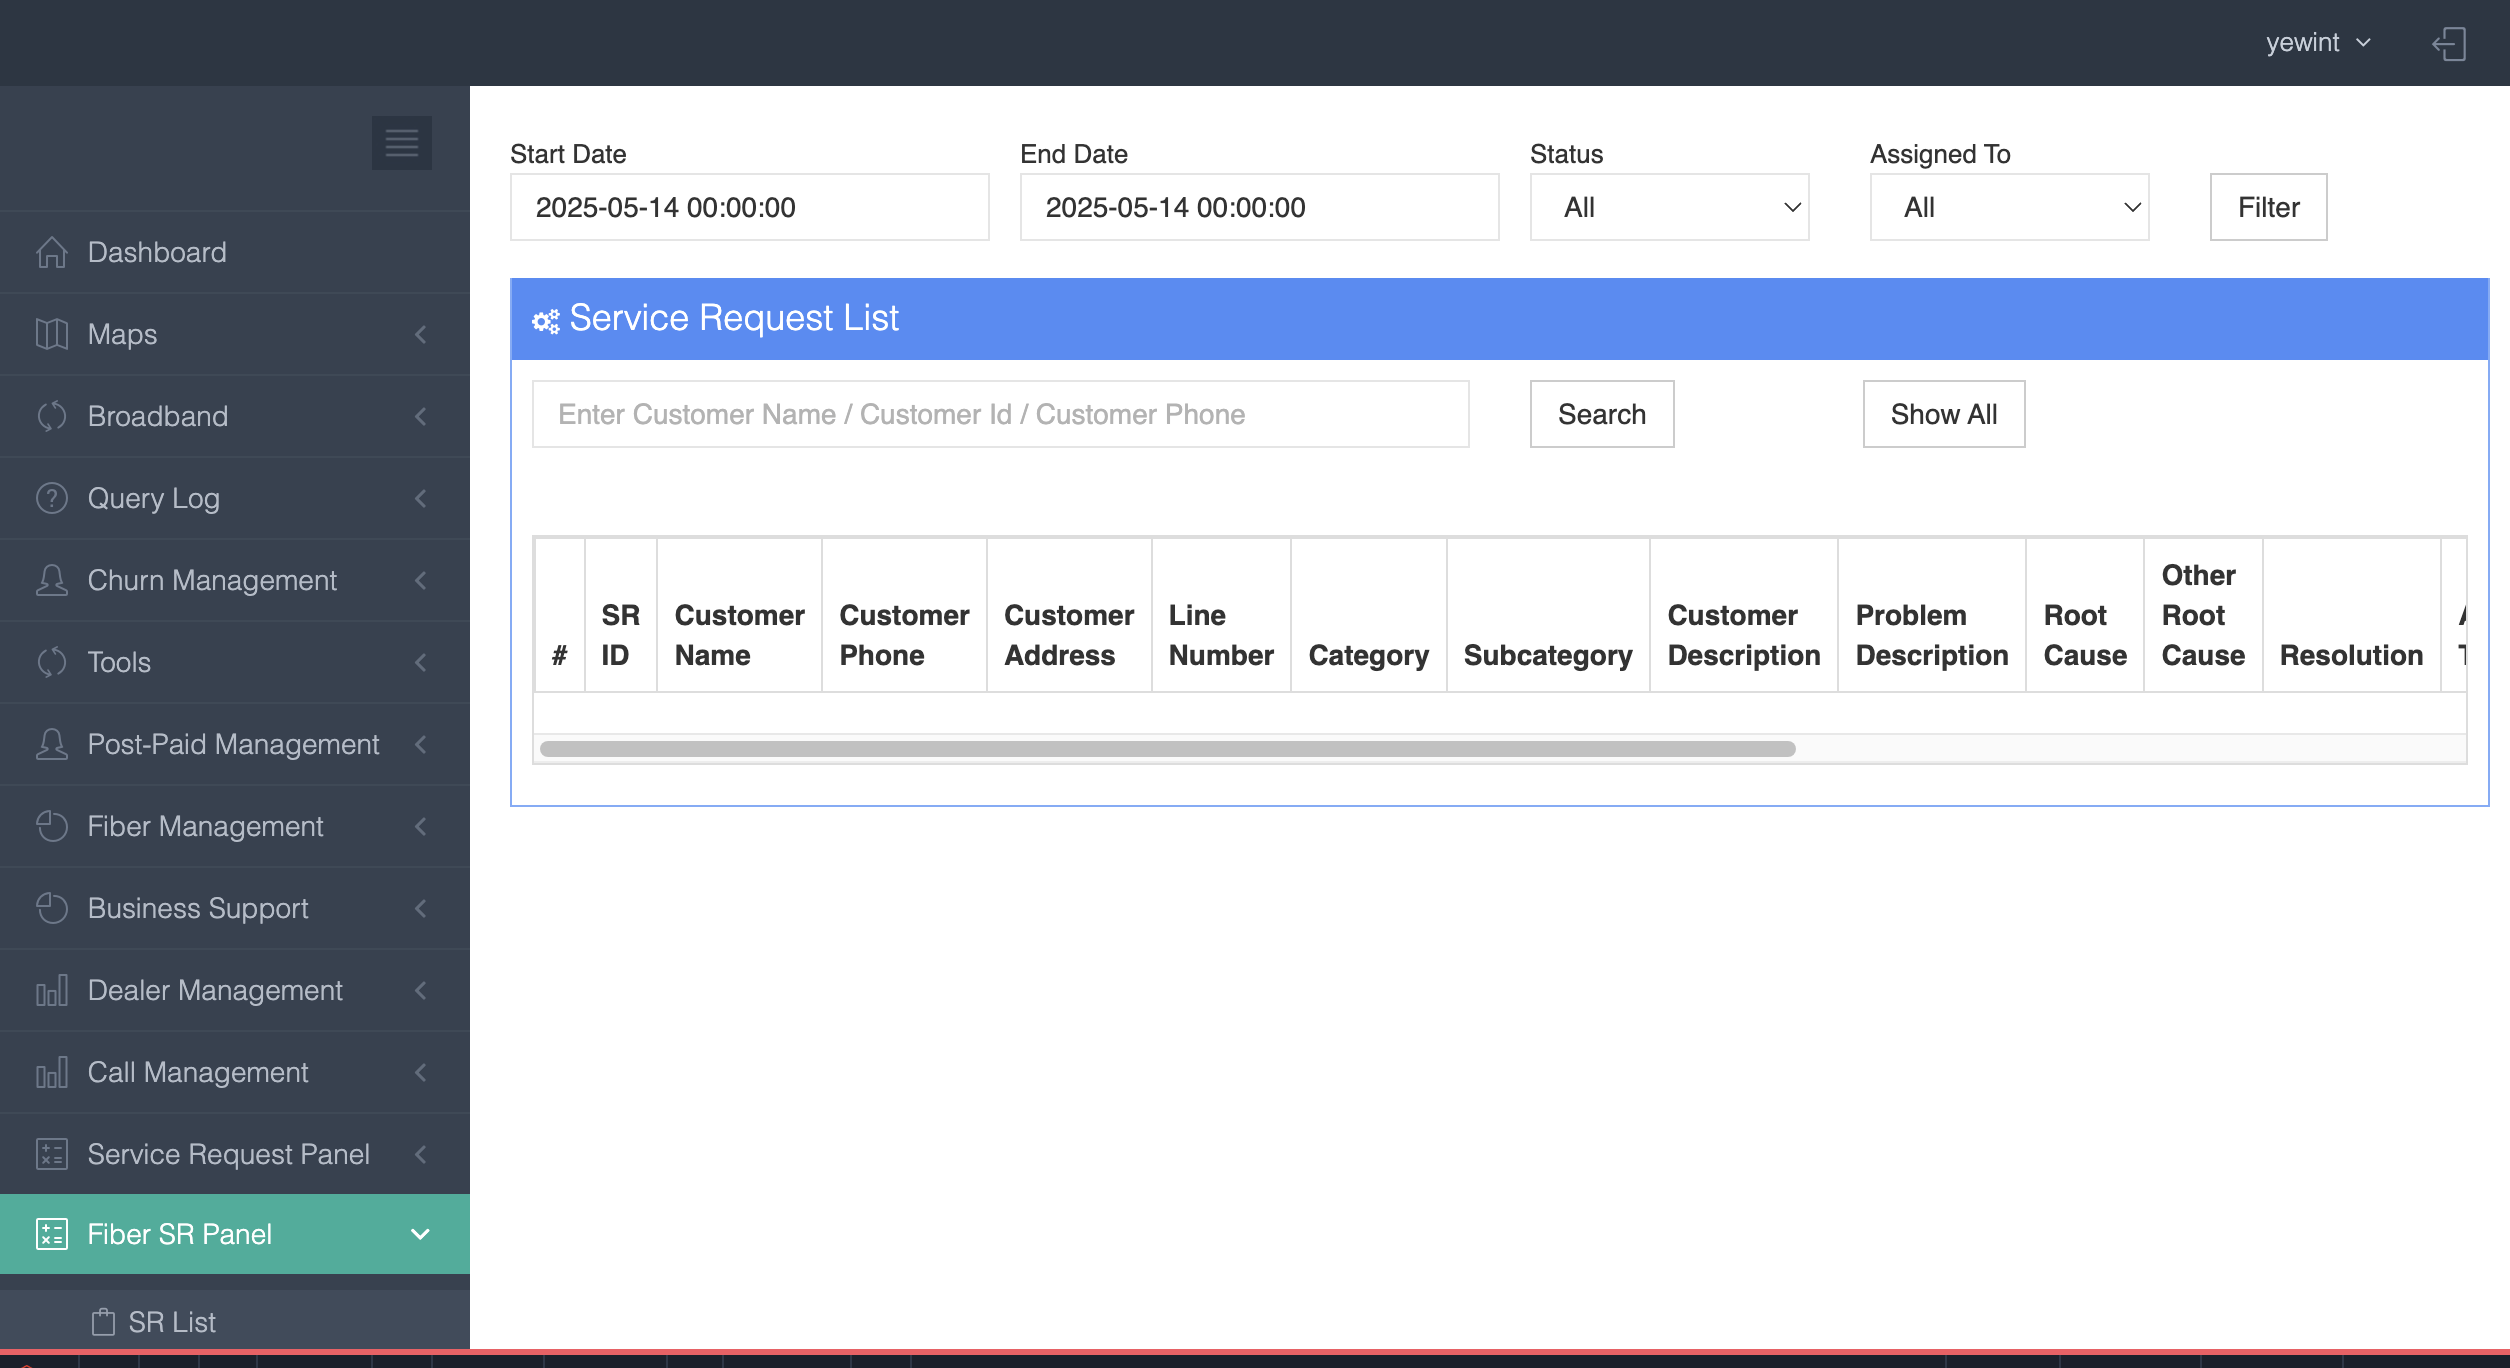 yewint
Dashboard
Maps
Broadband
Query Log
Churn Management
Tools
Post-Paid Management
Fiber Management
Business Support
Dealer Management
Call Management
Service Request Panel
Fiber SR Panel
SR List
Start Date
End Date
Status
Assigned To
2025-05-14 00:00:00
2025-05-14 00:00:00
All
All
Filter
Service Request List
Enter Customer Name / Customer Id / Customer Phone
Search
Show All
#
SR
ID
Customer
Name
Customer
Phone
Customer
Address
Line
Number
Category
Subcategory
Customer
Description
Problem
Description
Root
Cause
Other
Root
Cause
Resolution